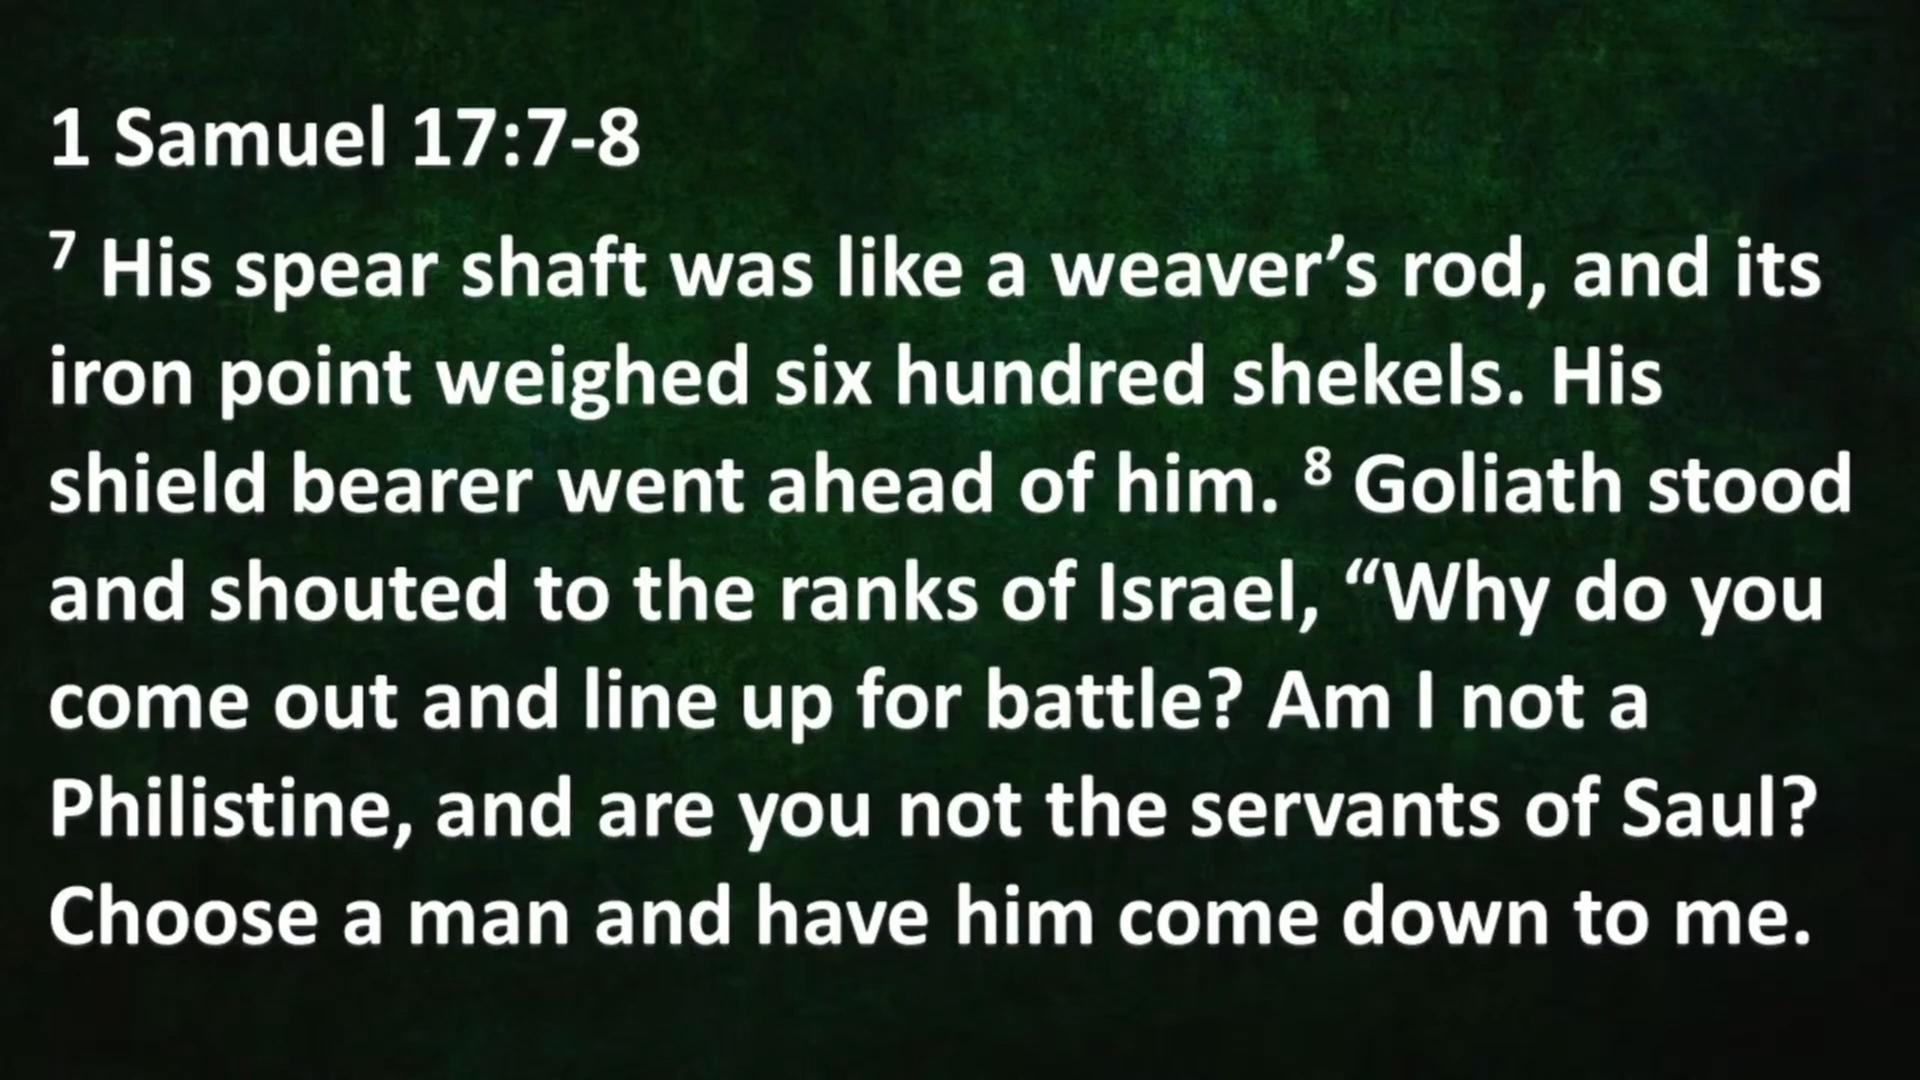 1 Samuel 17:7-8
7 His spear shaft was like a weaver’s rod, and its
iron point weighed six hundred shekels. His
shield bearer went ahead of him. 8 Goliath stood
and shouted to the ranks of Israel, “Why do you
come out and line up for battle? Am I not a
Philistine, and are you not the servants of Saul?
Choose a man and have him come down to me.